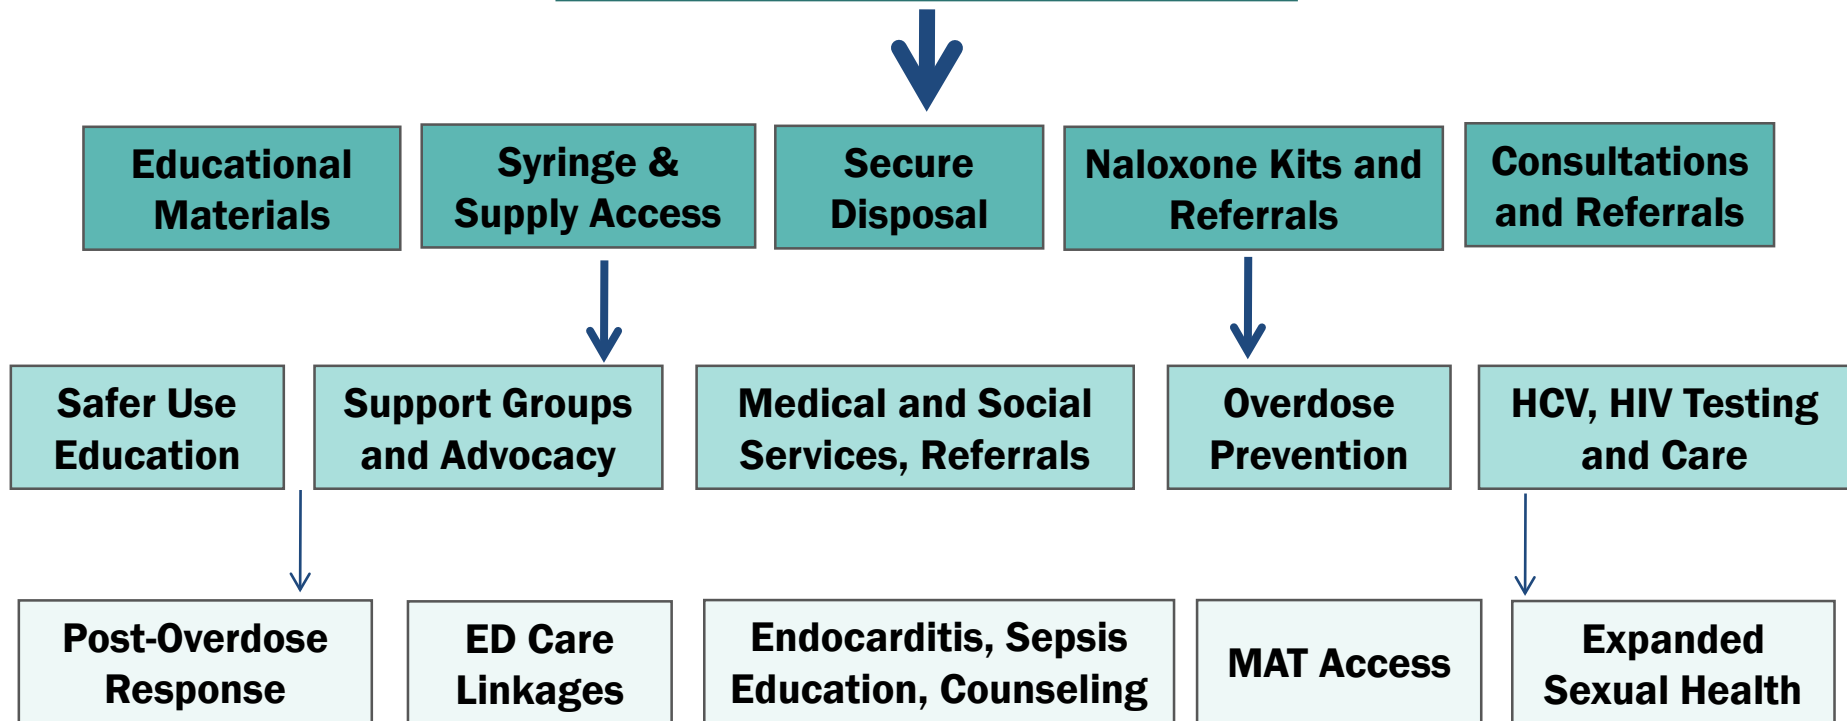 Educational
Materials
Syringe &
Supply Access
Secure
Disposal
Naloxone Kits and
Referrals
Consultations
and Referrals
Safer Use
Education
Support Groups
and Advocacy
Medical and Social
Services, Referrals
Overdose
Prevention
HCV, HIV Testing
and Care
Post-Overdose
Response
ED Care
Linkages
Endocarditis, Sepsis
Education, Counseling
MAT Access
Expanded
Sexual Health